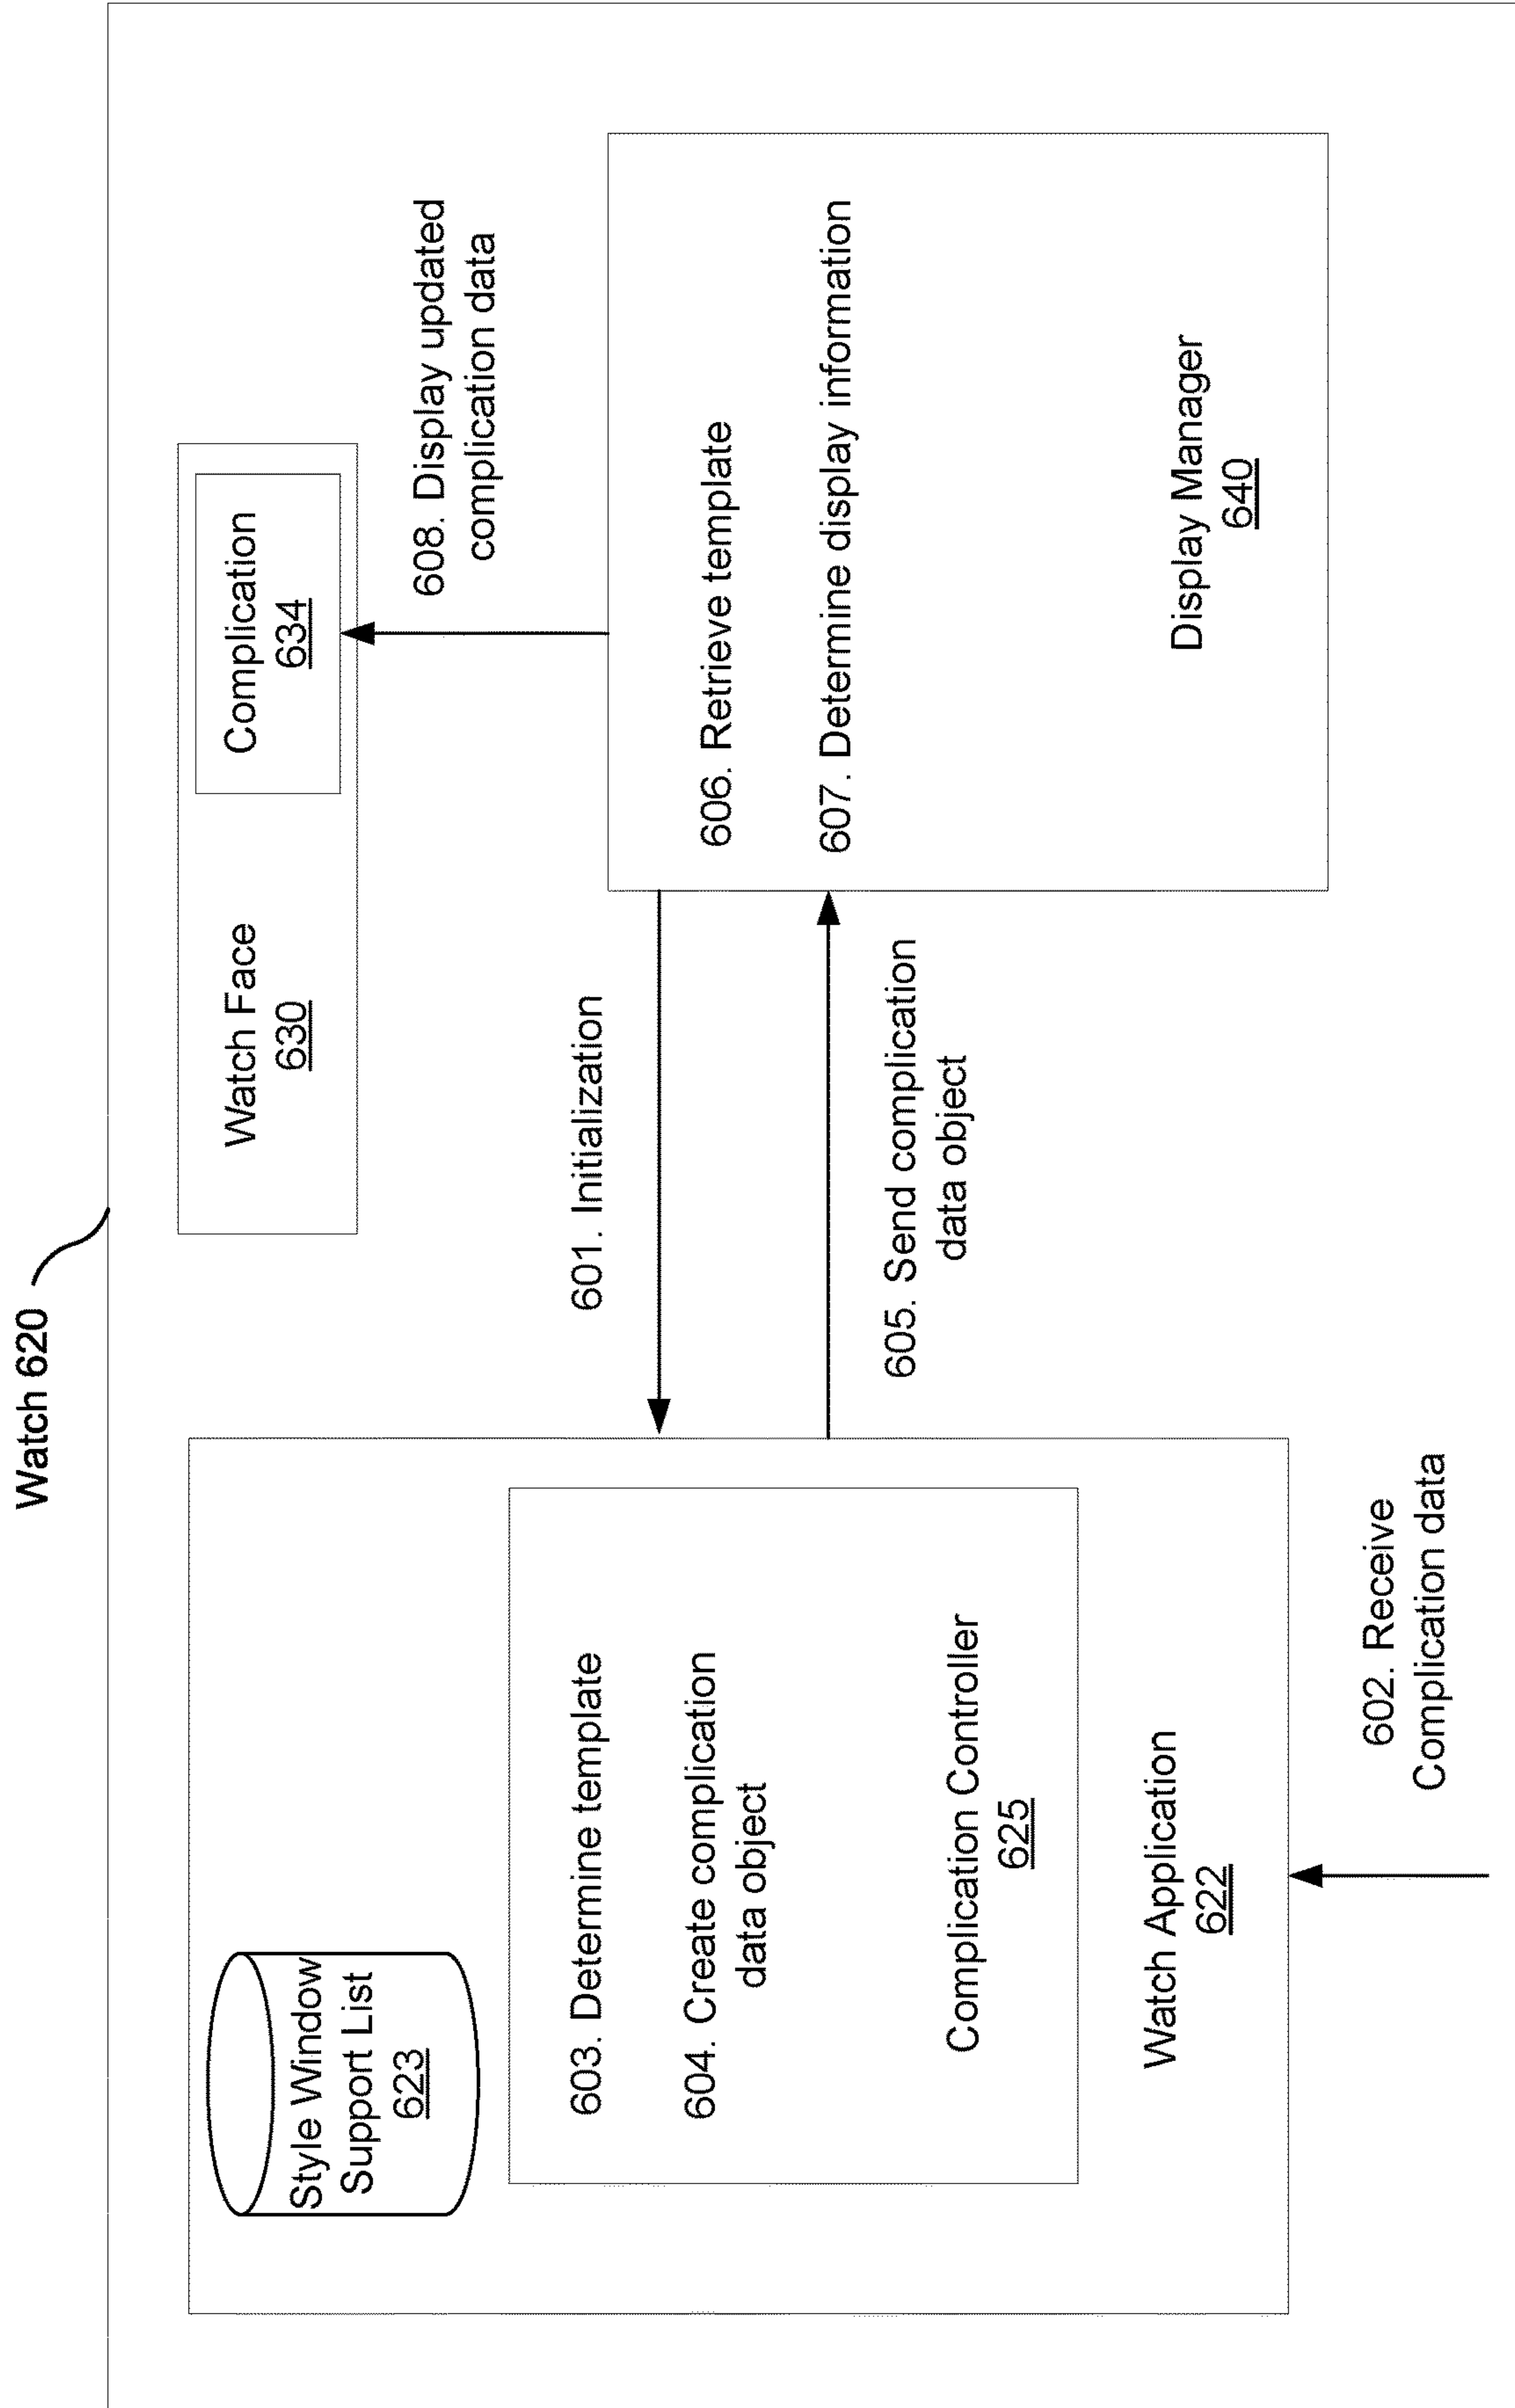 Watch 620
Style Window
Support List
623
603. Determine template
604. Create complication
data object
Complication Controller
625
Watch Application
622
602. Receive
Complication data
601. Initialization
605. Send complication
data object
Watch Face
630
Complication
634
608. Display updated
complication data
606. Retrieve template
607. Determine display information
Display Manager
640